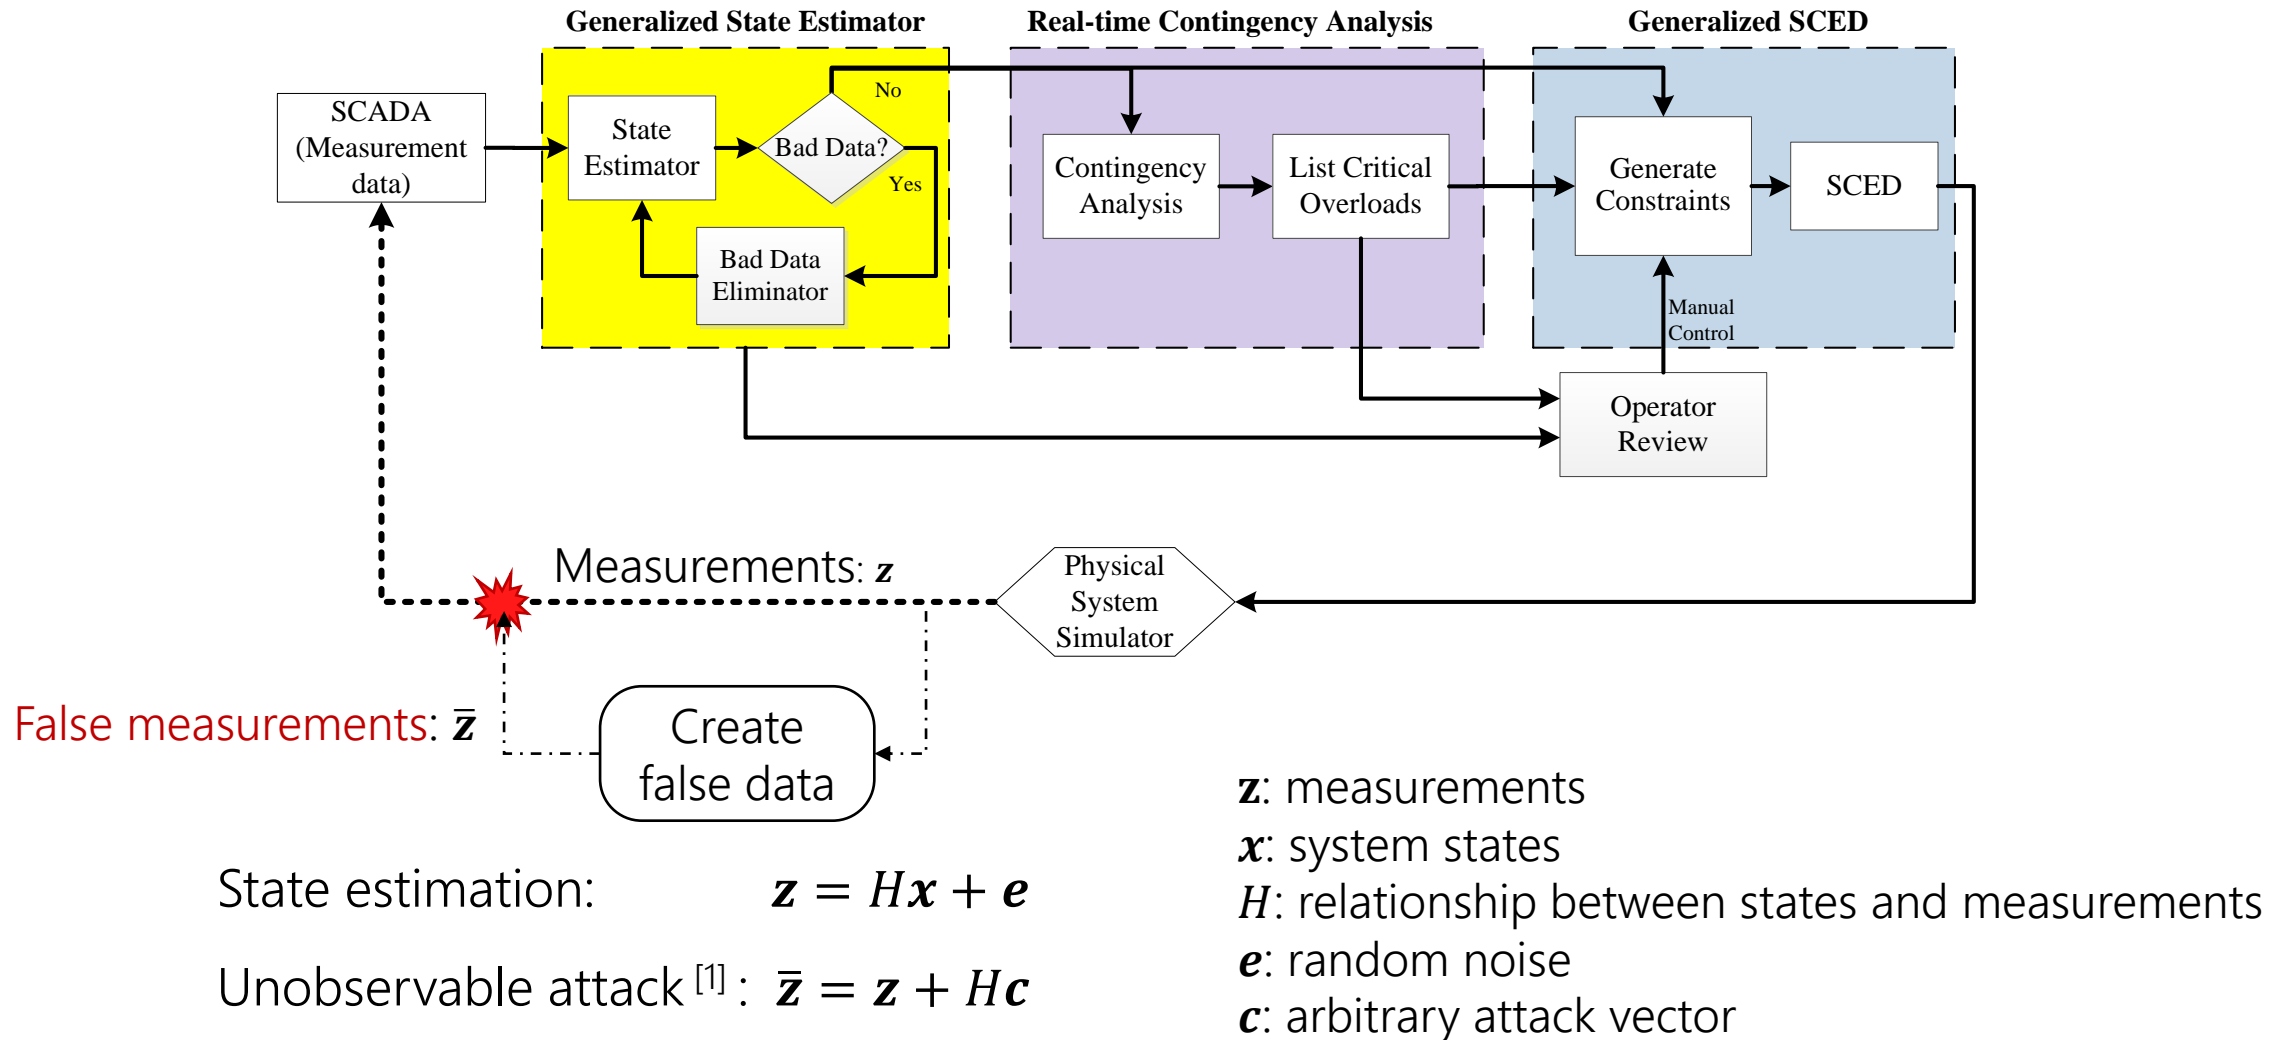 Generalized State Estimator
Real-time Contingency Analysis
Generalized SCED
SCADA
(Measurement
data)
State
Estimator
Bad Data?
No
Yes
Bad Data
Eliminator
Contingency
Analysis
List Critical
Overloads
Generate
Constraints
SCED
Manual
Control
Operator
Review
Measurements: z
Physical
System
Simulator
False measurements: z̄
Create
false data
State estimation: z = Hx + e
Unobservable attack [1] : z̄ = z + Hc
z: measurements
x: system states
H: relationship between states and measurements
e: random noise
c: arbitrary attack vector